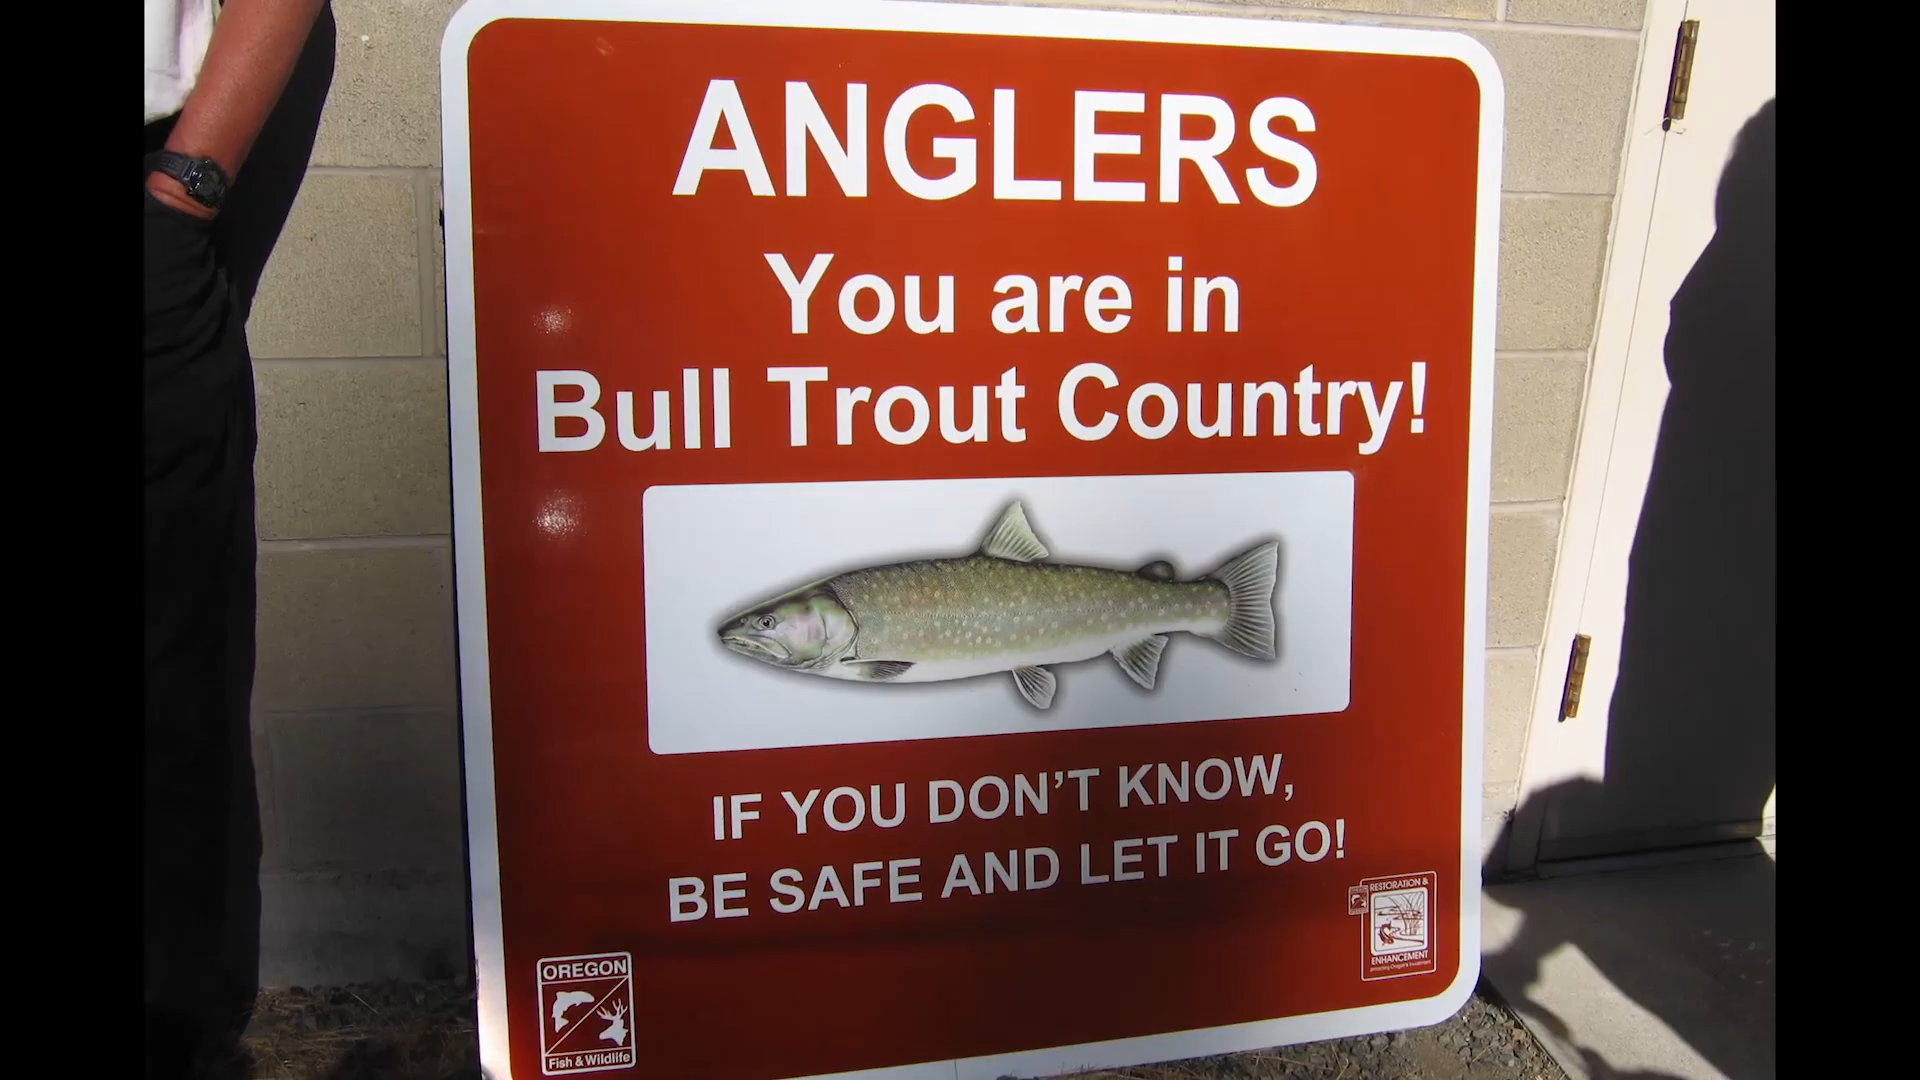 ANGLERS
You are in
Bull Trout Country!
IF YOU DON'T KNOW,
BE SAFE AND LET IT GO!
RESTORATION &
ENHANCEMENT
OREGON
Fish & Wildlife